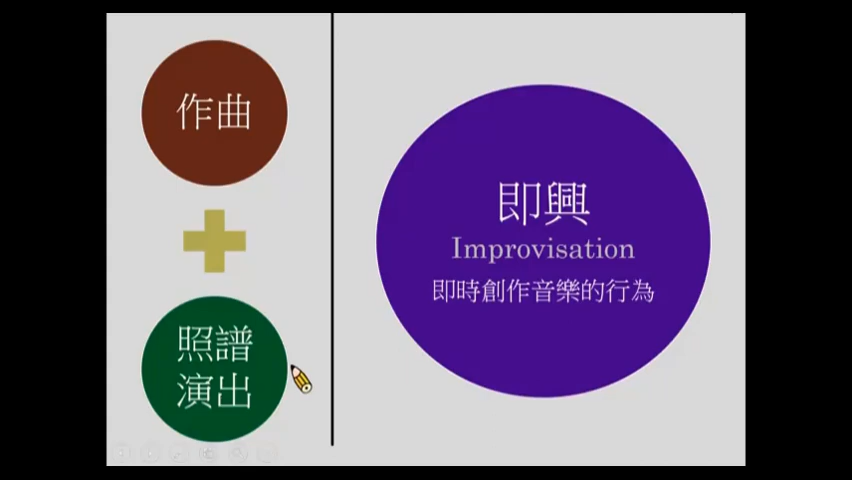 作曲
照譜
演出
即興
Improvisation
即時創作音樂的行為